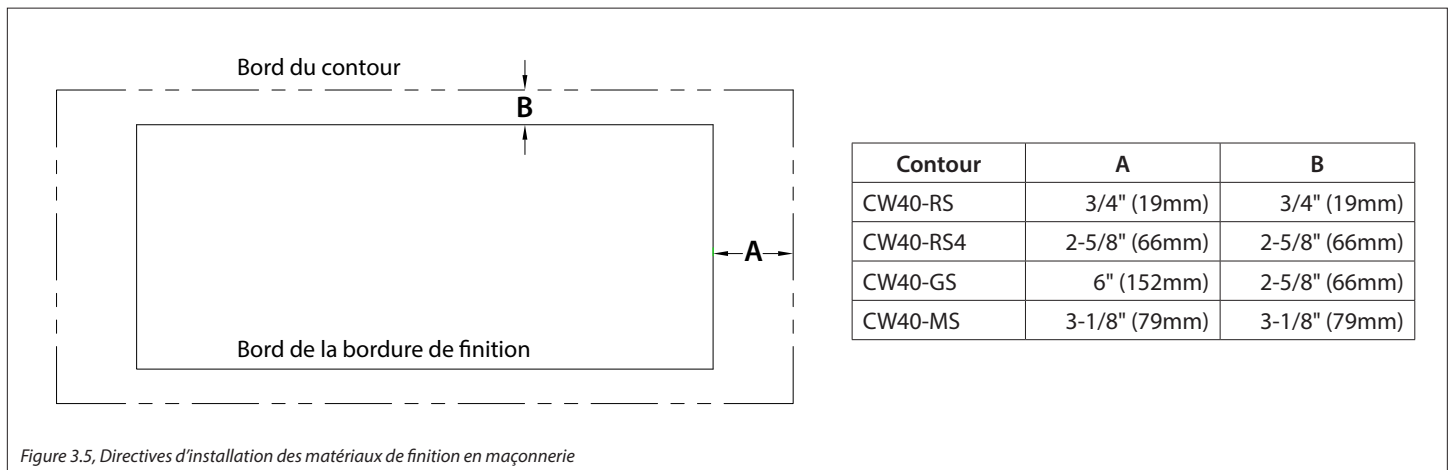 Bord du contour
B
A
Bord de la bordure de finition
Contour A B
CW40-RS 3/4" (19mm) 3/4" (19mm)
CW40-RS4 2-5/8" (66mm) 2-5/8" (66mm)
CW40-GS 6" (152mm) 2-5/8" (66mm)
CW40-MS 3-1/8" (79mm) 3-1/8" (79mm)
Figure 3.5, Directives d'installation des matériaux de finition en maçonnerie